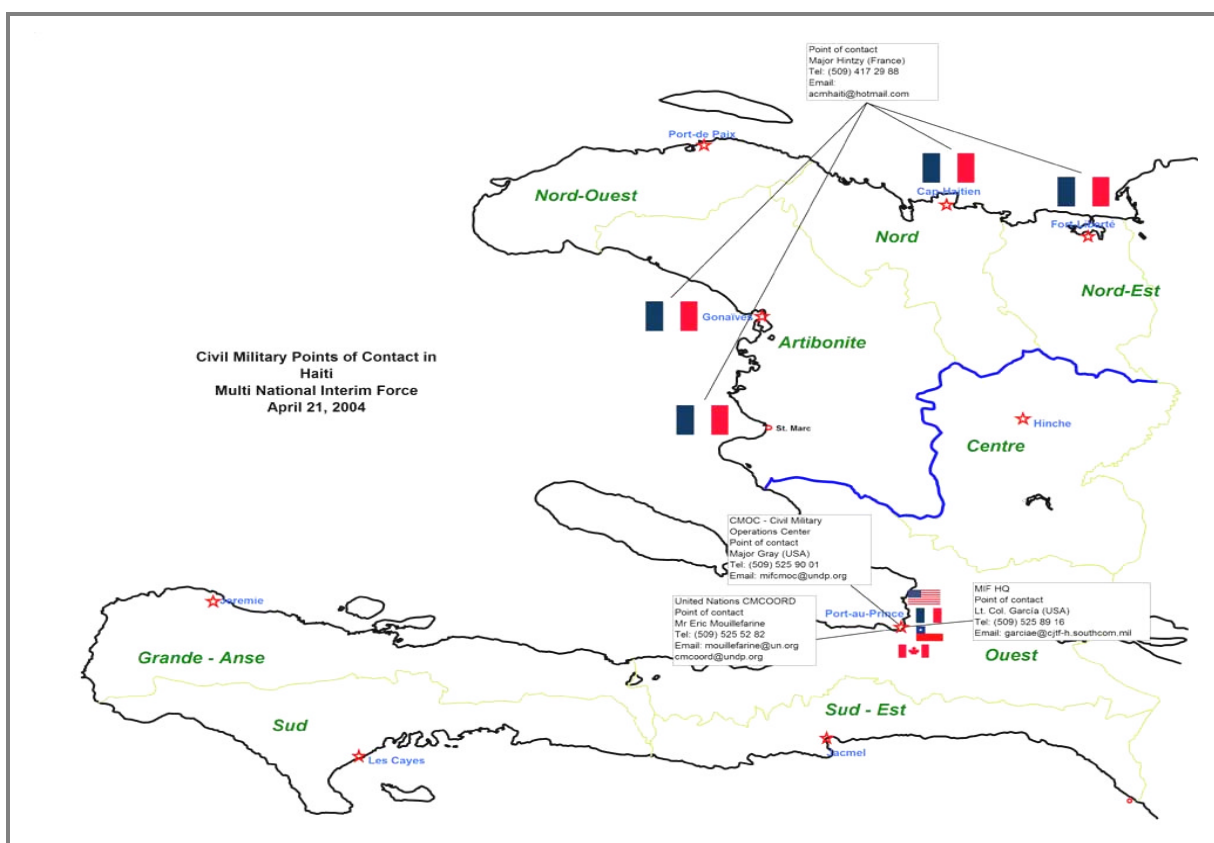 Point of contact
Major Hintzy (France)
Tel: (509) 417 29 88
Email:
acmhaiti@hotmail.com
Port-de Paix
Cap-Haitien
Nord-Ouest
Fort-Liberté
Nord
Nord-Est
Gonaïves
Artibonite
Civil Military Points of Contact in
Haiti
Multi National Interim Force
April 21, 2004
St. Marc
Hinche
Centre
CMOC - Civil Military
Operations Center
Point of contact
Major Gray (USA)
Tel: (509) 525 90 01
Email: mifcmoc@undp.org
United Nations CMCOORD
Point of contact
Mr Eric Mouillefarine
Tel: (509) 525 52 82
Email: mouillefarine@un.org
cmcoord@undp.org
Port-au-Prince
MIF HQ
Point of contact
Lt. Col. García (USA)
Tel: (509) 525 89 16
Email: garciae@cjtf-h.southcom.mil
Jeremie
Grande - Anse
Ouest
Sud
Sud - Est
Les Cayes
Jacmel